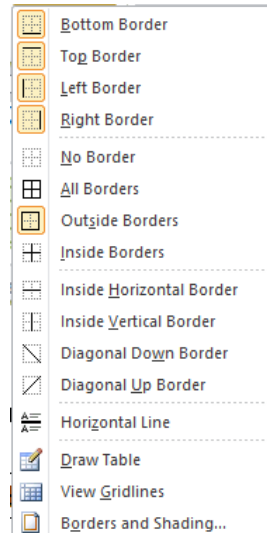 Bottom Border
Top Border
Left Border
Right Border
No Border
All Borders
Outside Borders
Inside Borders
Inside Horizontal Border
Inside Vertical Border
Diagonal Down Border
Diagonal Up Border
Horizontal Line
Draw Table
View Gridlines
Borders and Shading...